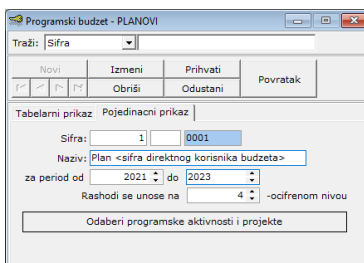 Programski budzet - PLANOVI
Traži: Sifra
Novi Izmeni Prihvati Povratak
Obriši Odustani
Tabelarni prikaz Pojedinacni prikaz
Sifra: 1 0001
Naziv: Plan <sifra direktnog korisnika budzeta>
za period od 2021 do 2023
Rashodi se unose na 4 -ocifrenom nivou
Odaberi programske aktivnosti i projekte